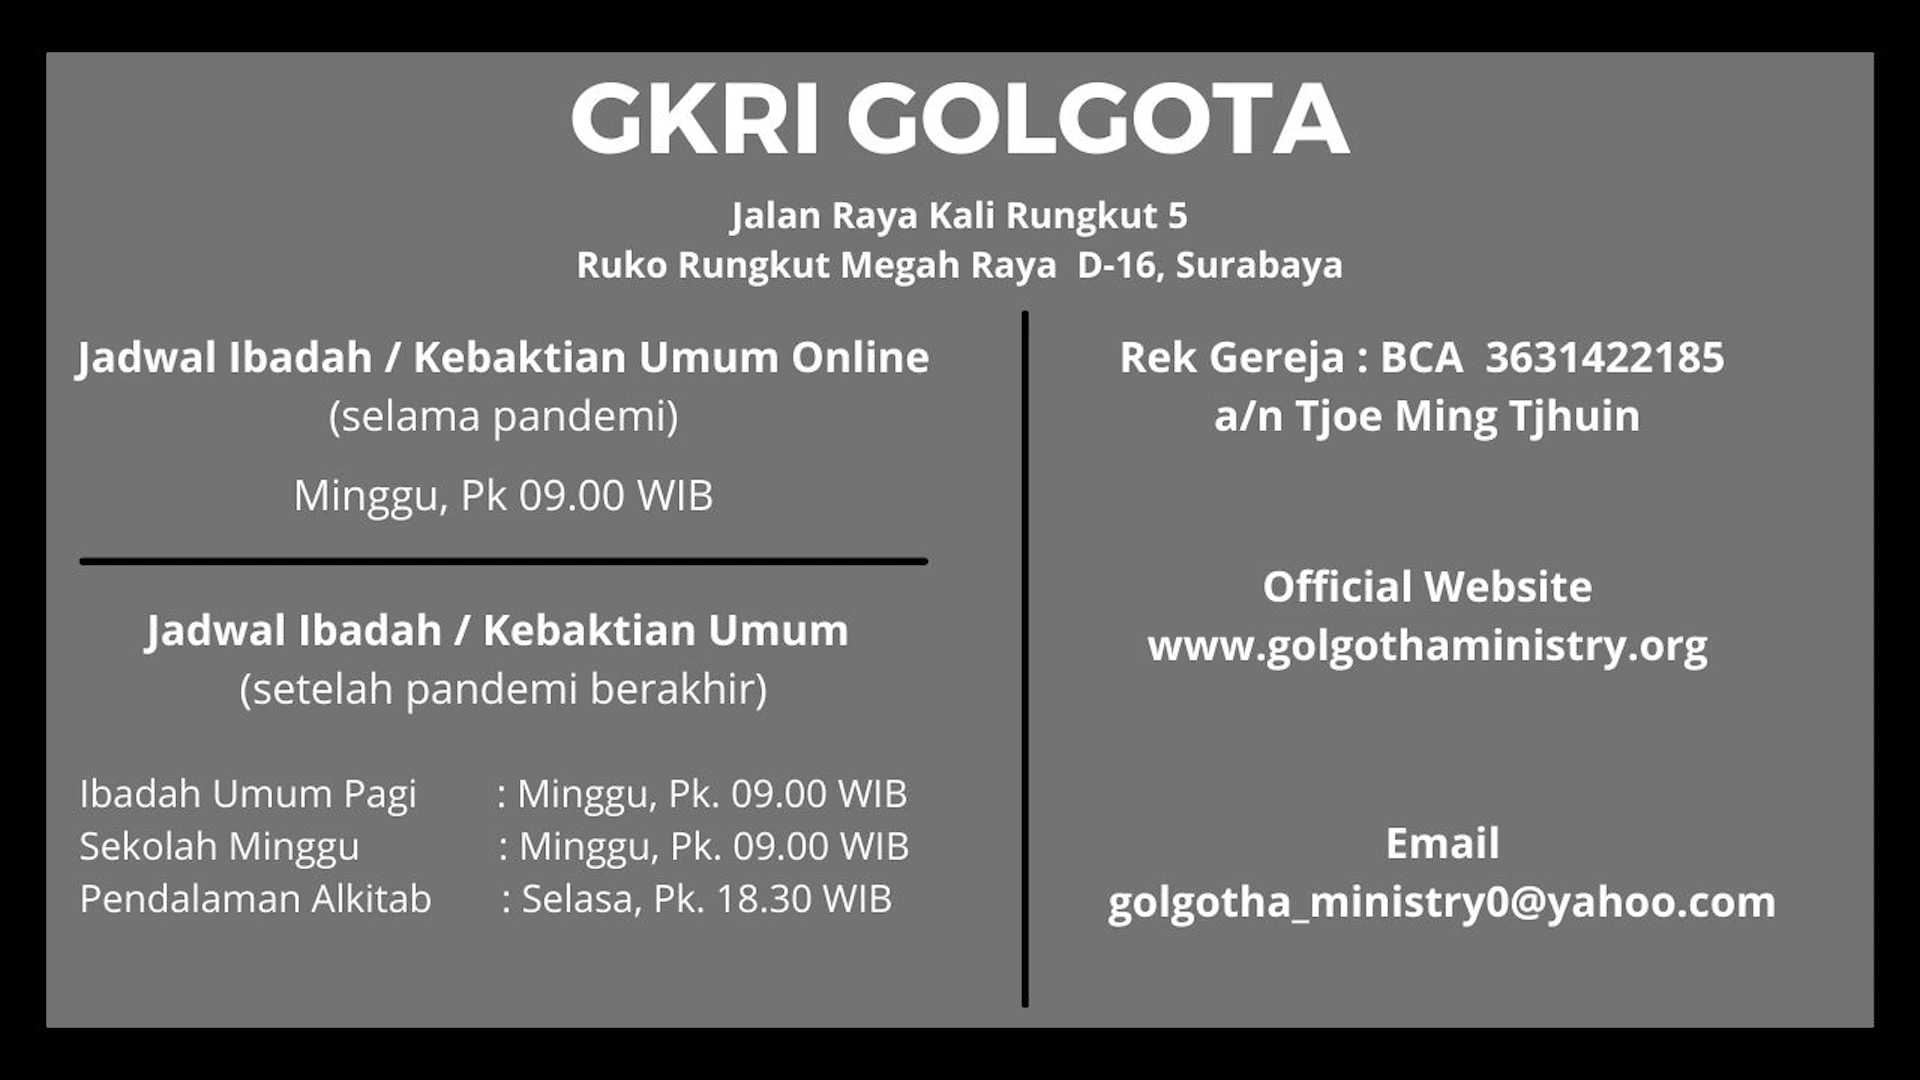 GKRI GOLGOTA
Jalan Raya Kali Rungkut 5
Ruko Rungkut Megah Raya  D-16, Surabaya
Jadwal Ibadah / Kebaktian Umum Online
(selama pandemi)
Minggu, Pk 09.00 WIB
Jadwal Ibadah / Kebaktian Umum
(setelah pandemi berakhir)
Ibadah Umum Pagi : Minggu, Pk. 09.00 WIB
Sekolah Minggu : Minggu, Pk. 09.00 WIB
Pendalaman Alkitab : Selasa, Pk. 18.30 WIB
Rek Gereja : BCA  3631422185
a/n Tjoe Ming Tjhuin
Official Website
www.golgothaministry.org
Email
golgotha_ministry0@yahoo.com